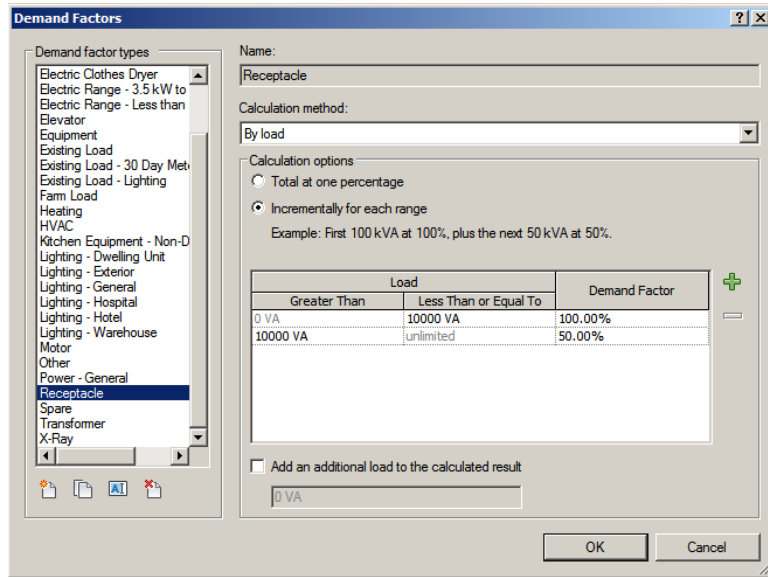 Demand Factors
Demand factor types
Electric Clothes Dryer
Electric Range - 3.5 kW to
Electric Range - Less than
Elevator
Equipment
Existing Load
Existing Load - 30 Day Mete
Existing Load - Lighting
Farm Load
Heating
HVAC
Kitchen Equipment - Non-D
Lighting - Dwelling Unit
Lighting - Exterior
Lighting - General
Lighting - Hospital
Lighting - Hotel
Lighting - Warehouse
Motor
Other
Power - General
Receptacle
Spare
Transformer
X-Ray
Name:
Receptacle
Calculation method:
By load
Calculation options
Total at one percentage
Incrementally for each range
Example: First 100 kVA at 100%, plus the next 50 kVA at 50%.
Load
Demand Factor
Greater Than
Less Than or Equal To
0 VA 10000 VA 100.00%
10000 VA unlimited 50.00%
Add an additional load to the calculated result
0 VA
OK
Cancel